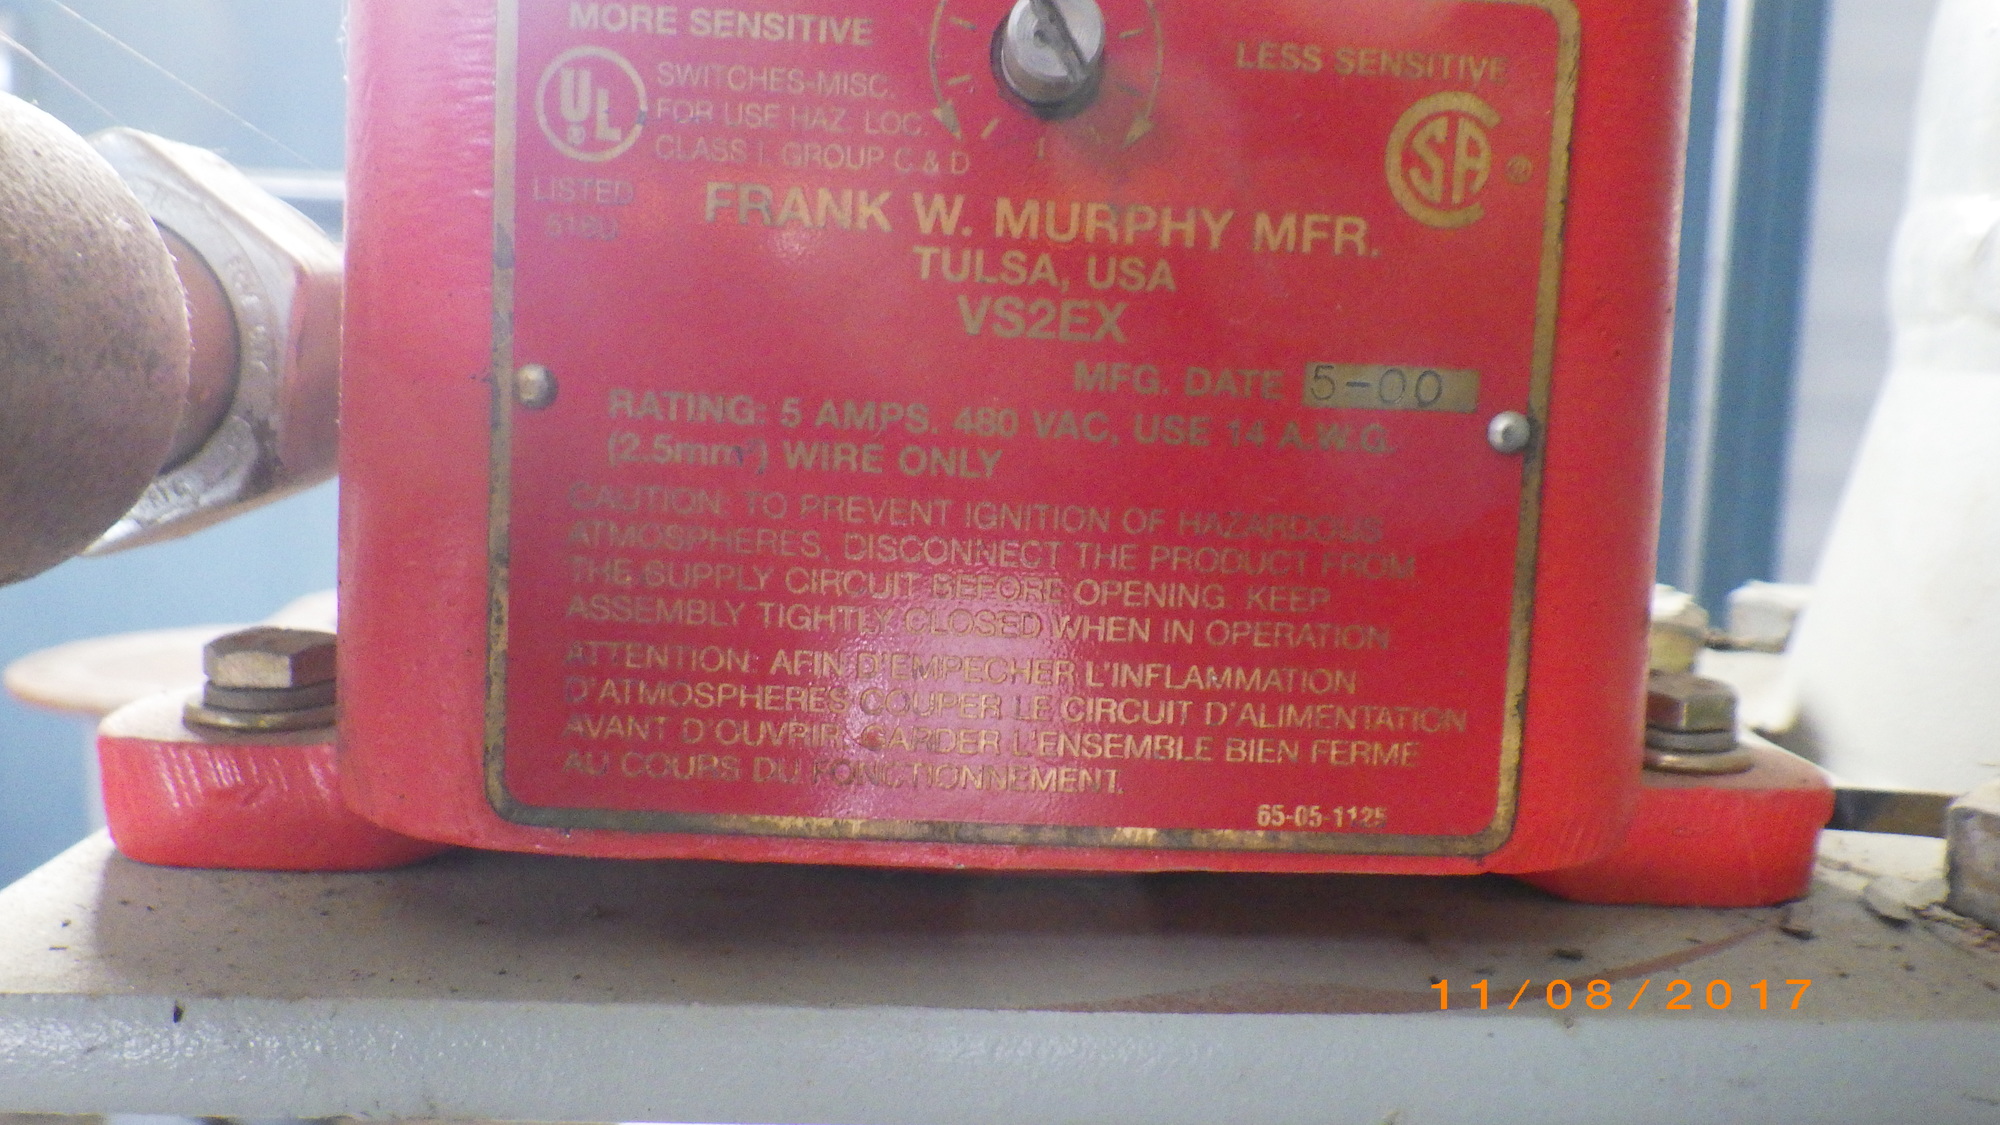 MORE SENSITIVE
LESS SENSITIVE
UL
®
SWITCHES-MISC.
FOR USE HAZ. LOC.
CLASS I, GROUP C & D
LISTED
SA
®
FRANK W. MURPHY MFR.
TULSA, USA
VS2EX
MFG. DATE 5-00
RATING: 5 AMPS. 480 VAC, USE 14 A.W.G.
(2.5mm²) WIRE ONLY
CAUTION: TO PREVENT IGNITION OF HAZARDOUS
ATMOSPHERES, DISCONNECT THE PRODUCT FROM
THE SUPPLY CIRCUIT BEFORE OPENING. KEEP
ASSEMBLY TIGHTLY CLOSED WHEN IN OPERATION
ATTENTION: AFIN D'EMPECHER L'INFLAMMATION
D'ATMOSPHERES COUPER LE CIRCUIT D'ALIMENTATION
AVANT D'OUVRIR, GARDER L'ENSEMBLE BIEN FERME
AU COURS DU FONCTIONNEMENT.
65-05-1125
11/08/2017